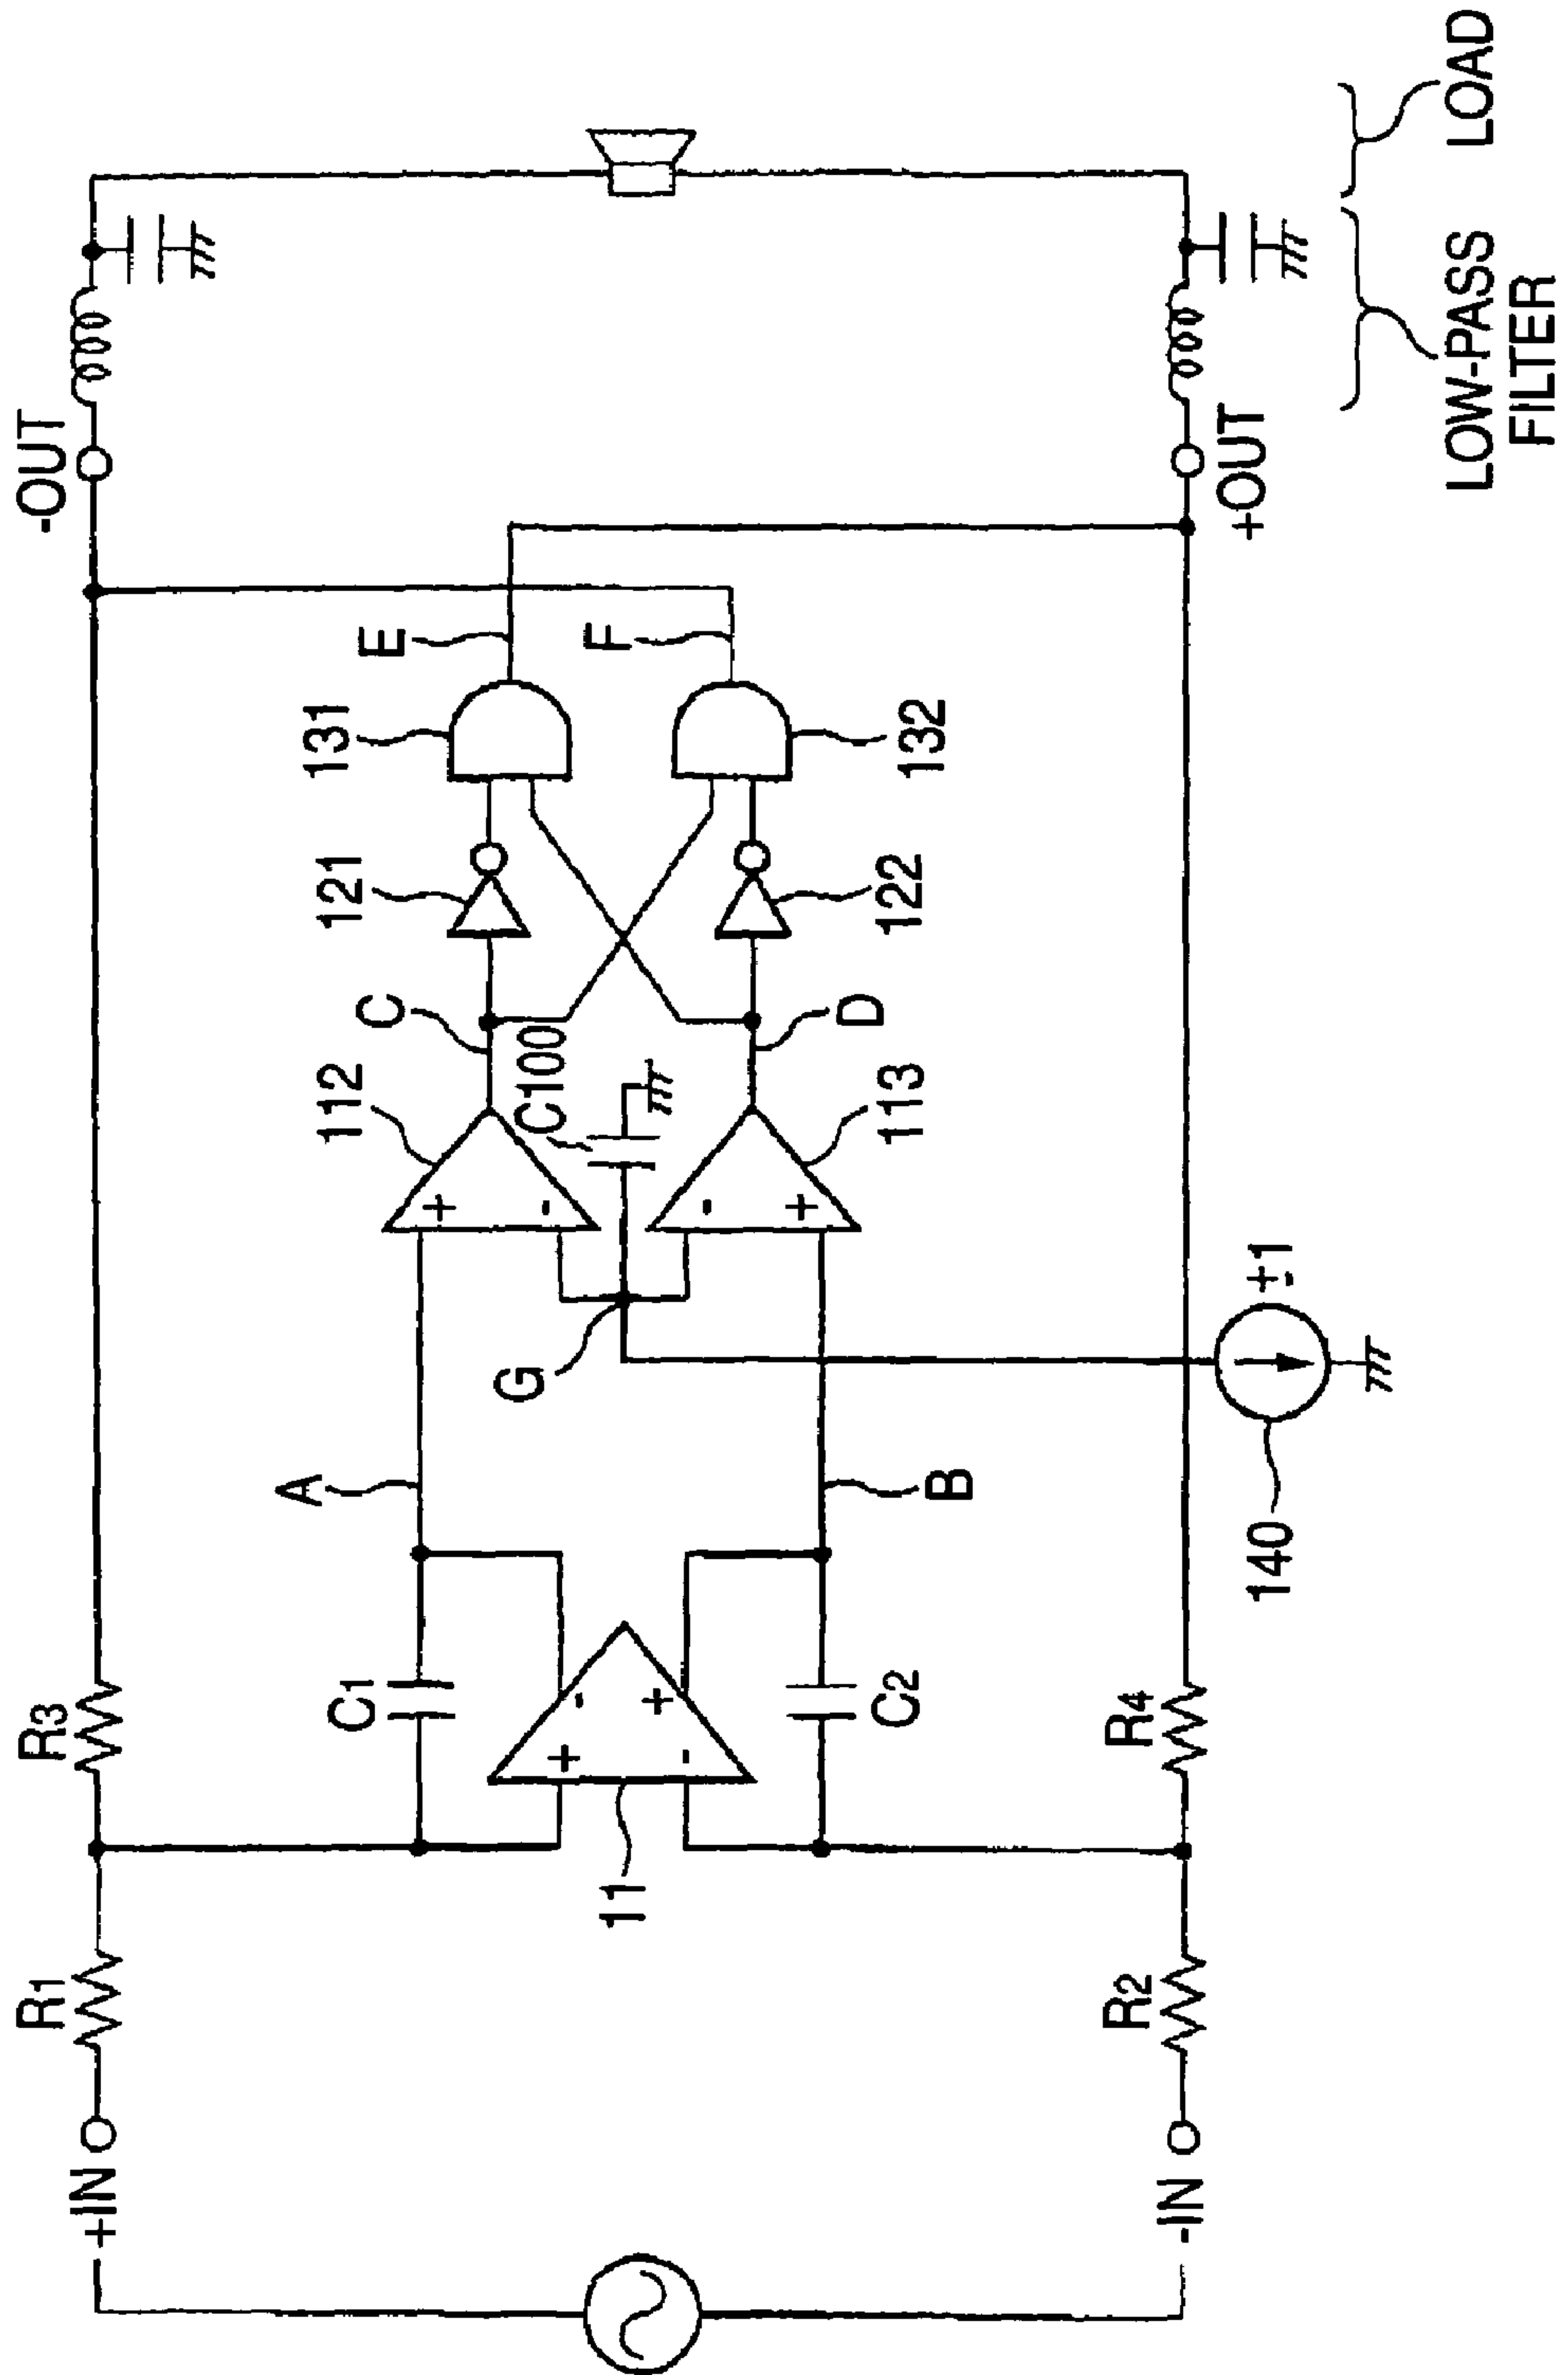 +IN
R1
R3
-OUT
C1
A
112
C
121
131
E
11
+
-
-
+
G
+
-
C100
-
+
F
C2
B
113
D
122
132
-IN
R2
R4
+OUT
140
±1
LOW-PASS
FILTER
LOAD